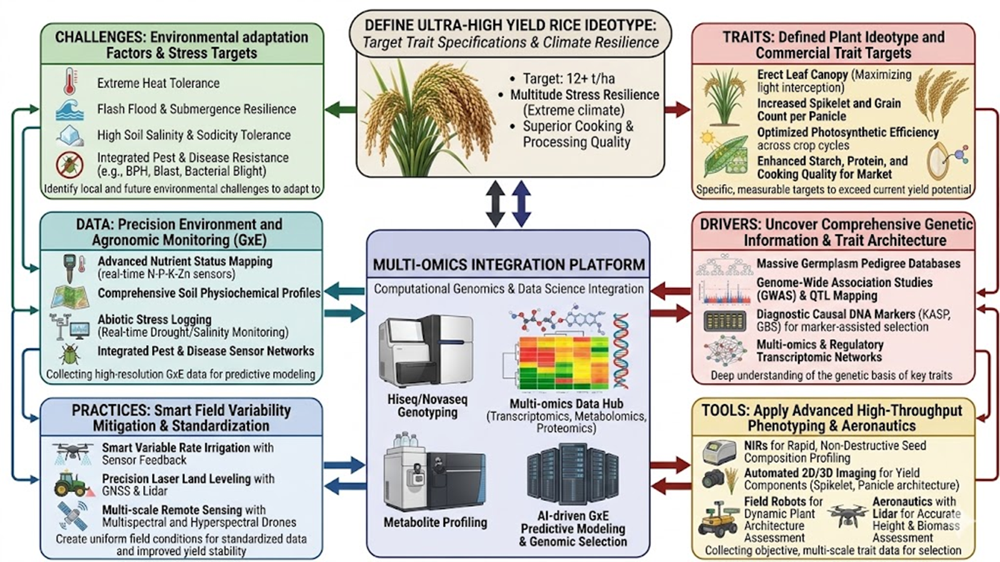 DEFINE ULTRA-HIGH YIELD RICE IDEOTYPE:
Target Trait Specifications & Climate Resilience
• Target: 12+ t/ha
• Multitude Stress Resilience
(Extreme climate)
• Superior Cooking &
Processing Quality
CHALLENGES: Environmental adaptation
Factors & Stress Targets
Extreme Heat Tolerance
Flash Flood & Submergence Resilience
High Soil Salinity & Sodicity Tolerance
Integrated Pest & Disease Resistance
(e.g., BPH, Blast, Bacterial Blight)
Identify local and future environmental challenges to adapt to
DATA: Precision Environment and
Agronomic Monitoring (GxE)
Advanced Nutrient Status Mapping
(real-time N-P-K-Zn sensors)
Comprehensive Soil Physiochemical Profiles
Abiotic Stress Logging
(Real-time Drought/Salinity Monitoring)
Integrated Pest & Disease Sensor Networks
Collecting high-resolution GxE data for predictive modeling
PRACTICES: Smart Field Variability
Mitigation & Standardization
Smart Variable Rate Irrigation with
Sensor Feedback
Precision Laser Land Leveling with
GNSS & Lidar
Multi-scale Remote Sensing with
Multispectral and Hyperspectral Drones
Create uniform field conditions for standardized data
and improved yield stability
MULTI-OMICS INTEGRATION PLATFORM
Computational Genomics & Data Science Integration
Hiseq/Novaseq
Genotyping
Multi-omics Data Hub
(Transcriptomics, Metabolomics,
Proteomics)
Metabolite Profiling
AI-driven GxE
Predictive Modeling
& Genomic Selection
TRAITS: Defined Plant Ideotype and
Commercial Trait Targets
Erect Leaf Canopy (Maximizing
light interception)
Increased Spikelet and Grain
Count per Panicle
Optimized Photosynthetic Efficiency
across crop cycles
Enhanced Starch, Protein, and
Cooking Quality for Market
Specific, measurable targets to exceed current yield potential
DRIVERS: Uncover Comprehensive Genetic
Information & Trait Architecture
Massive Germplasm Pedigree Databases
Genome-Wide Association Studies
(GWAS) & QTL Mapping
Diagnostic Causal DNA Markers (KASP,
GBS) for marker-assisted selection
Multi-omics & Regulatory
Transcriptomic Networks
Deep understanding of the genetic basis of key traits
TOOLS: Apply Advanced High-Throughput
Phenotyping & Aeronautics
NIRs for Rapid, Non-Destructive Seed
Composition Profiling
Automated 2D/3D Imaging for Yield
Components (Spikelet, Panicle architecture)
Field Robots for
Dynamic Plant
Architecture
Assessment
Aeronautics with
Lidar for Accurate
Height & Biomass
Assessment
Collecting objective, multi-scale trait data for selection